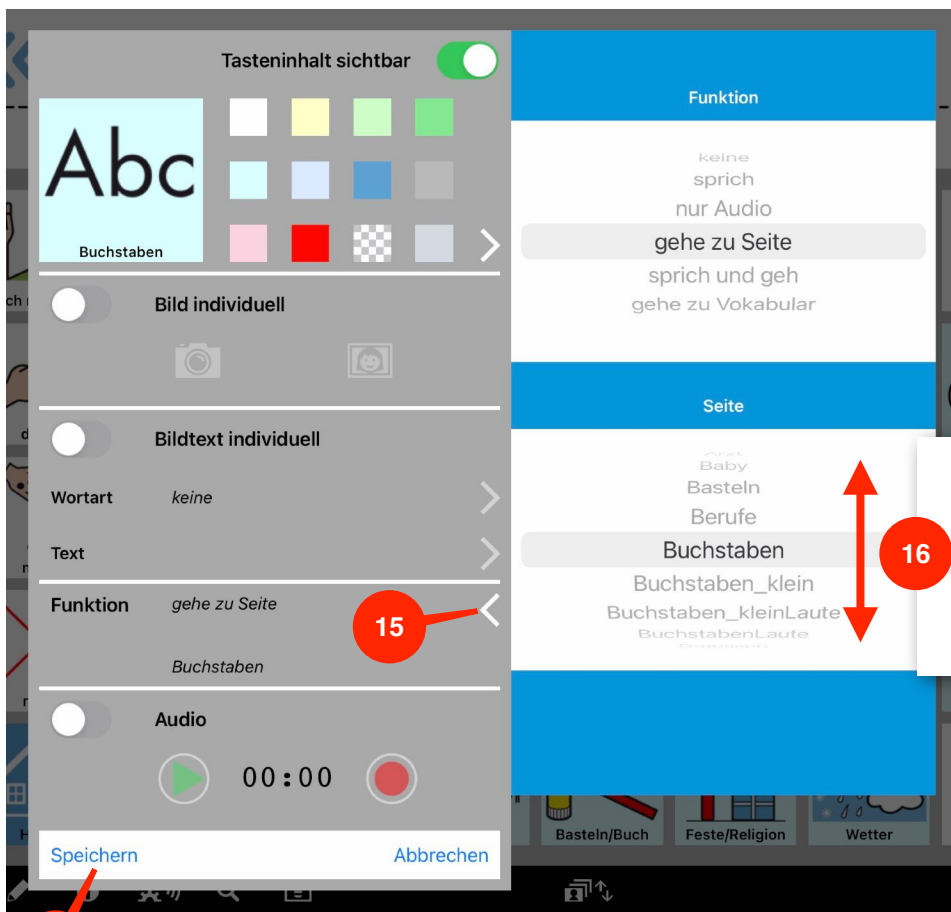 Tasteninhalt sichtbar
Abc
Buchstaben
Bild individuell
Bildtext individuell
Wortart keine
Text
Funktion gehe zu Seite
15
Buchstaben
Audio
00:00
Speichern Abbrechen
Funktion
keine
sprich
nur Audio
gehe zu Seite
sprich und geh
gehe zu Vokabular
Seite
Arzt
Baby
Basteln
Berufe
Buchstaben
16
Buchstaben_klein
Buchstaben_kleinLaute
BuchstabenLaute
Basteln/Buch Feste/Religion Wetter